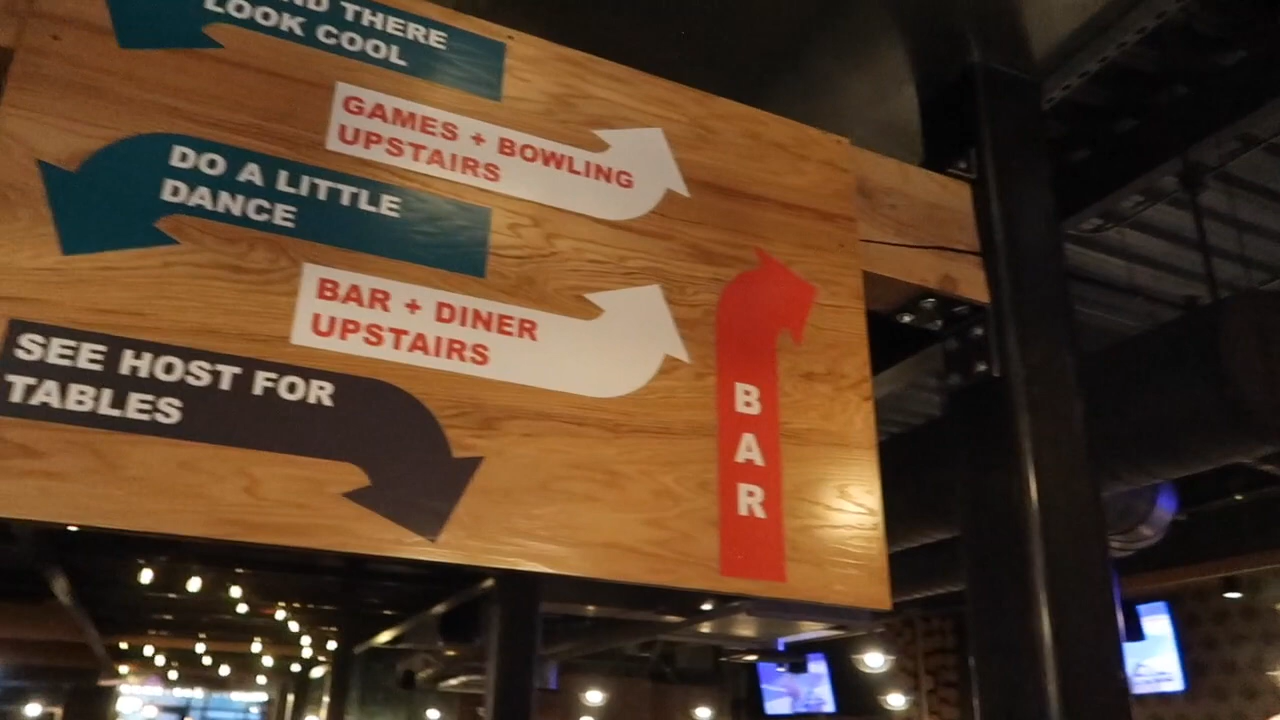 THERE
LOOK COOL
GAMES + BOWLING
UPSTAIRS
DO A LITTLE
DANCE
BAR + DINER
UPSTAIRS
SEE HOST FOR
TABLES
BAR